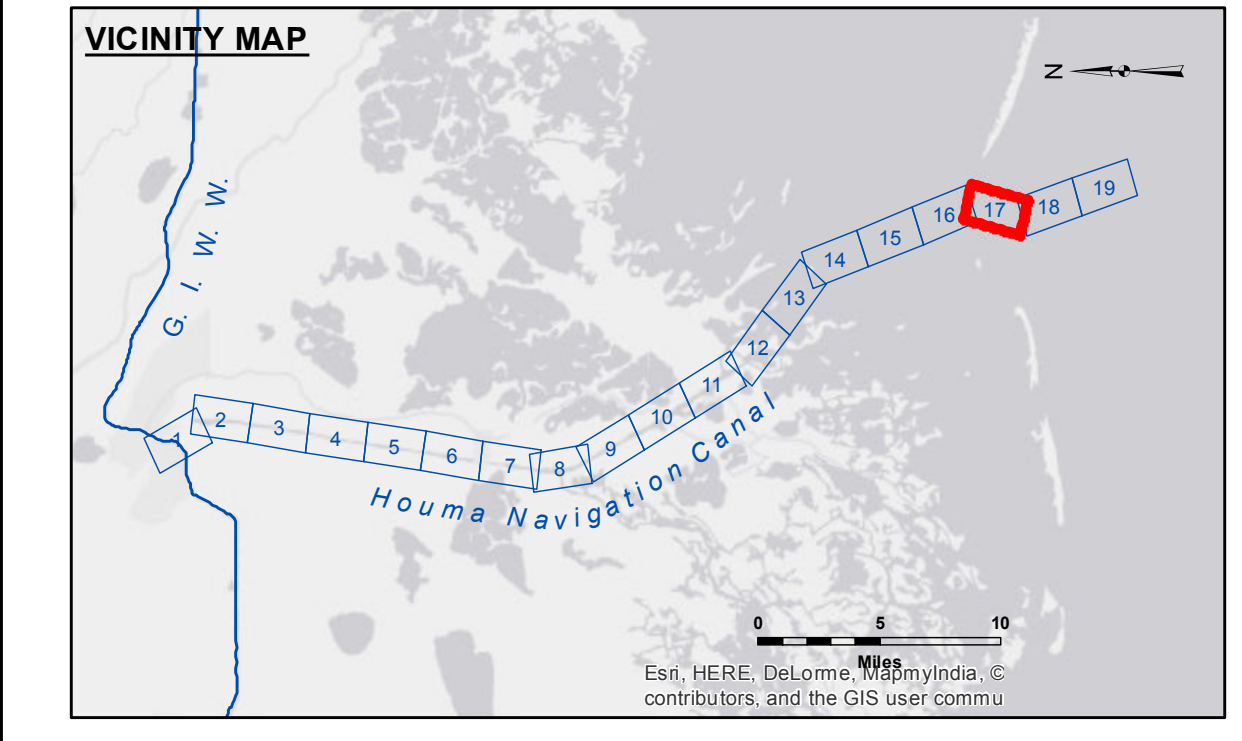 VICINITY MAP
N
G. I. W. W.
1
2
3
4
5
6
7
8
9
10
11
12
13
14
15
16
17
18
19
Houma Navigation Canal
0 5 10
Miles
Esri, HERE, DeLorme, MapmyIndia, ©
contributors, and the GIS user commu